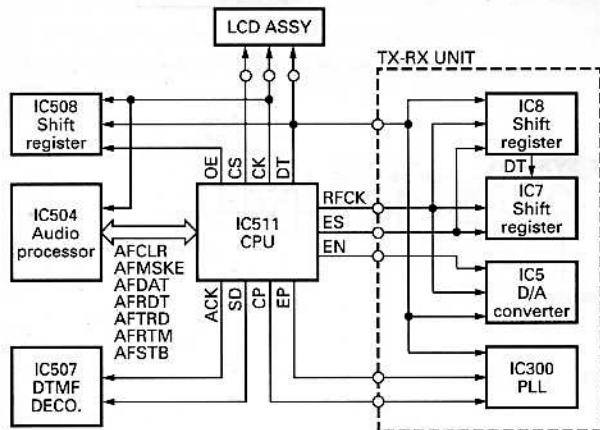 LCD ASSY
TX-RX UNIT
IC508
Shift
register
IC8
Shift
register
OE
CS
CK
DT
DT
IC504
Audio
processor
IC511
CPU
RFCK
ES
EN
IC7
Shift
register
AFCLR
AFMSKE
AFDAT
AFRDT
AFTRD
AFRTM
AFSTB
ACK
SD
CP
EP
IC5
D/A
converter
IC507
DTMF
DECO.
IC300
PLL